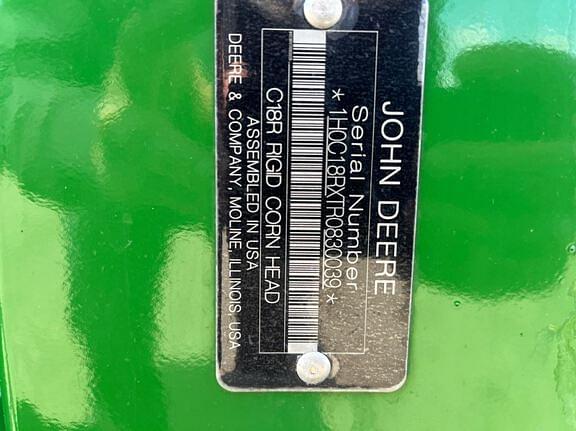 JOHN DEERE
Serial Number
* 1H0C18RXTR0830039 *
C18R RIGID CORN HEAD
ASSEMBLED IN USA
DEERE & COMPANY, MOLINE, ILLINOIS, USA